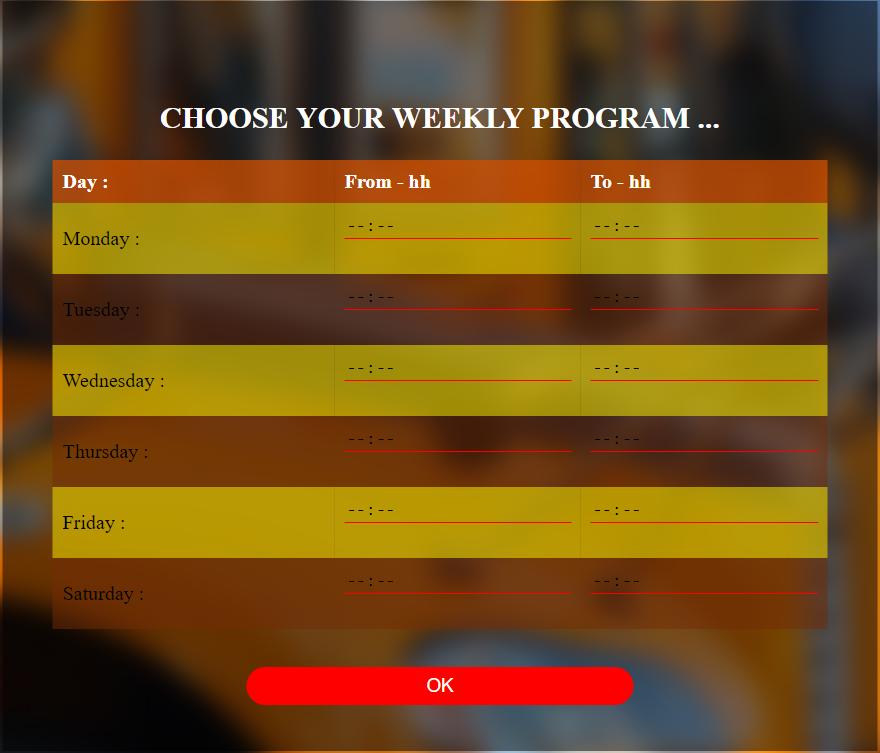 CHOOSE YOUR WEEKLY PROGRAM ...
Day : From - hh To - hh
Monday : --:-- --:--
Tuesday : --:-- --:--
Wednesday : --:-- --:--
Thursday : --:-- --:--
Friday : --:-- --:--
Saturday : --:-- --:--
OK